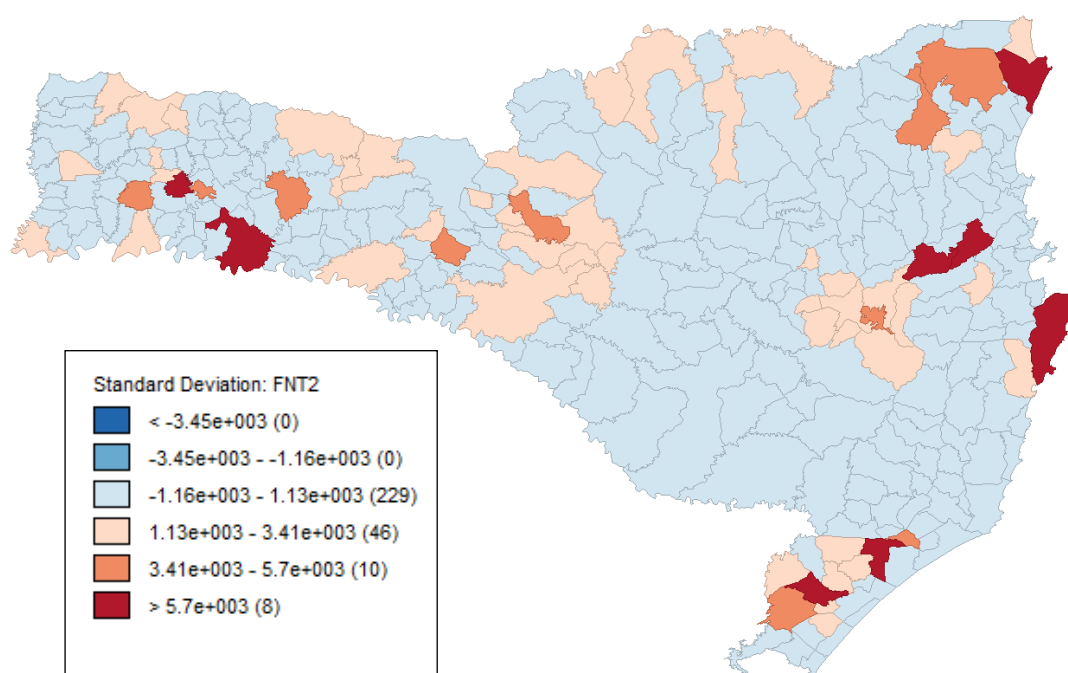 Standard Deviation: FNT2
< -3.45e+003 (0)
-3.45e+003 - -1.16e+003 (0)
-1.16e+003 - 1.13e+003 (229)
1.13e+003 - 3.41e+003 (46)
3.41e+003 - 5.7e+003 (10)
> 5.7e+003 (8)